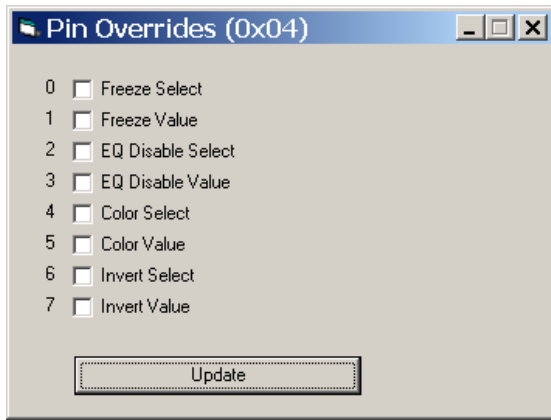 Pin Overrides (0x04)
0 Freeze Select
1 Freeze Value
2 EQ Disable Select
3 EQ Disable Value
4 Color Select
5 Color Value
6 Invert Select
7 Invert Value
Update